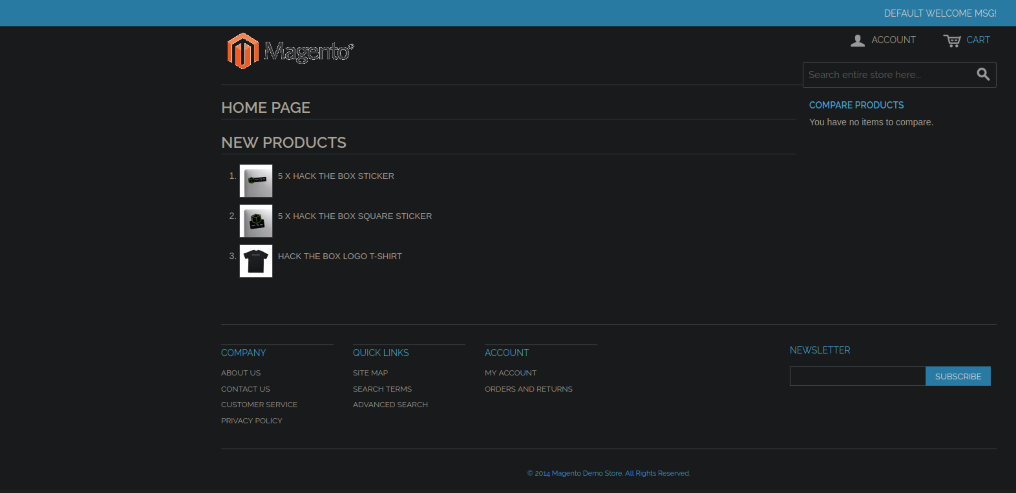 DEFAULT WELCOME MSG!
Magento®
ACCOUNT
CART
Search entire store here...
COMPARE PRODUCTS
You have no items to compare.
HOME PAGE
NEW PRODUCTS
1. 5 X HACK THE BOX STICKER
2. 5 X HACK THE BOX SQUARE STICKER
3. HACK THE BOX LOGO T-SHIRT
COMPANY
ABOUT US
CONTACT US
CUSTOMER SERVICE
PRIVACY POLICY
QUICK LINKS
SITE MAP
SEARCH TERMS
ADVANCED SEARCH
ACCOUNT
MY ACCOUNT
ORDERS AND RETURNS
NEWSLETTER
SUBSCRIBE
© 2014 Magento Demo Store. All Rights Reserved.